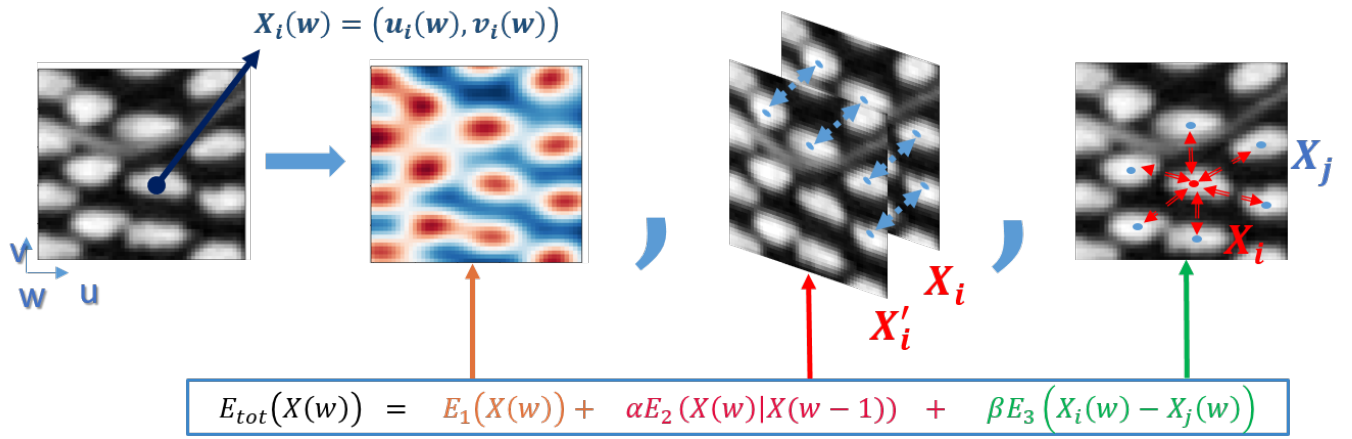 X_i(w) = (u_i(w), v_i(w))
v
w u
,
,
X_j
X_i
X_i
X'_i
E_tot(X(w)) = E_1(X(w)) + αE_2(X(w)|X(w − 1)) + βE_3(X_i(w) − X_j(w))